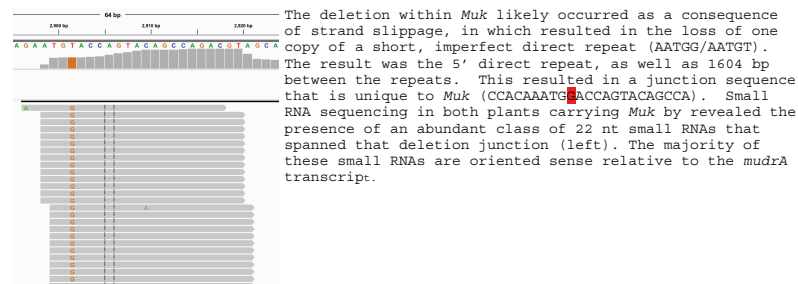 64 bp
2,900 bp 2,910 bp 2,920 bp
A G A A T G T A C C A G T A C A G C C A G A C G T A G C A
A G
G
G
G
G
G
G
G
G
G
G
G
G
G
G A
G
G
G
G
G
G
G
G
G
G
The deletion within Muk likely occurred as a consequence
of strand slippage, in which resulted in the loss of one
copy of a short, imperfect direct repeat (AATGG/AATGT).
The result was the 5’ direct repeat, as well as 1604 bp
between the repeats. This resulted in a junction sequence
that is unique to Muk (CCACAAATGGACCAGTACAGCCA). Small
RNA sequencing in both plants carrying Muk by revealed the
presence of an abundant class of 22 nt small RNAs that
spanned that deletion junction (left). The majority of
these small RNAs are oriented sense relative to the mudrA
transcript.